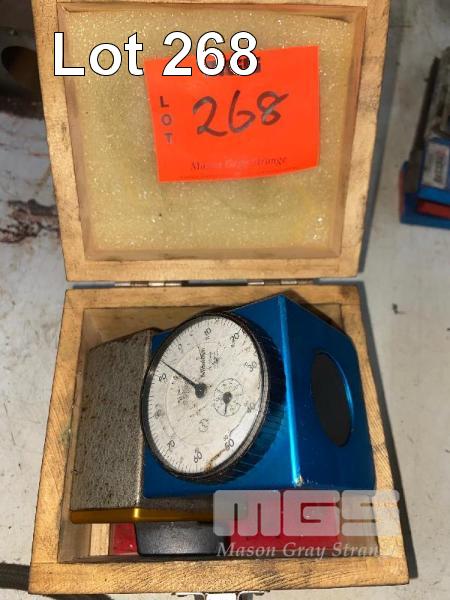 Lot 268
LOT
268
Mason Gray Strange
Mitutoyo
MGS
Mason Gray Strange